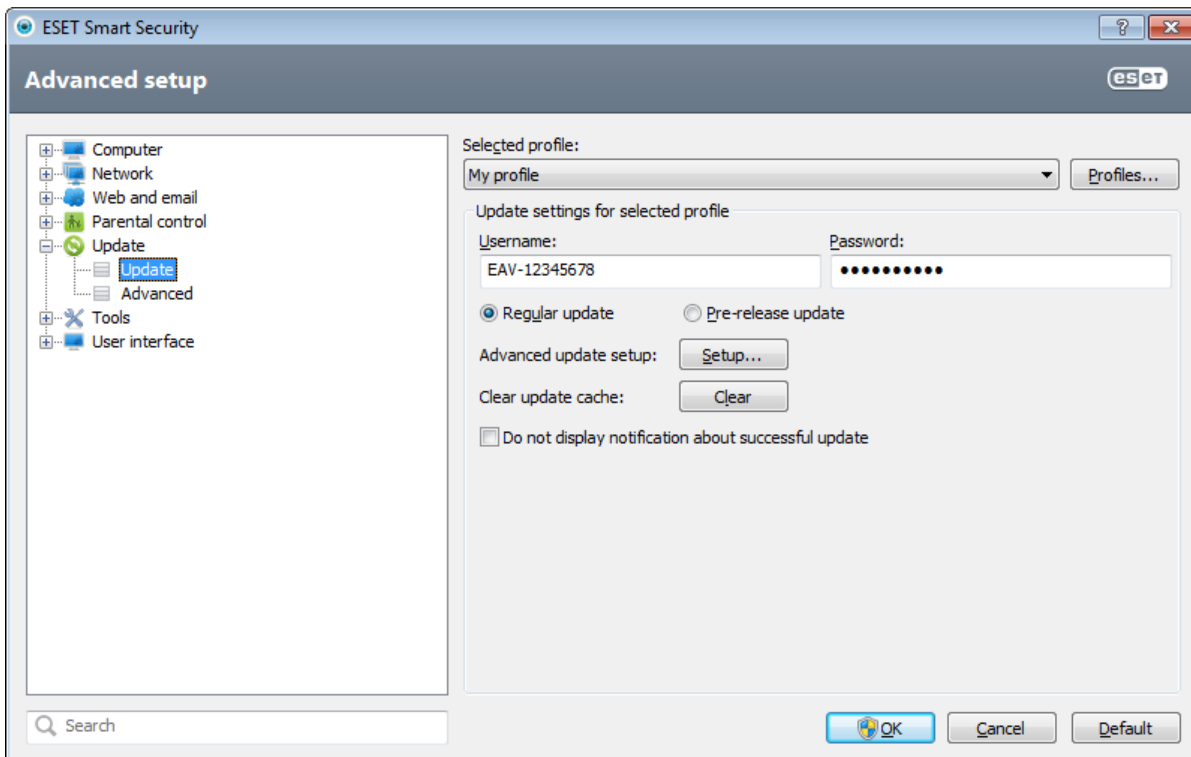 ESET Smart Security
Advanced setup
eseT
Computer
Network
Web and email
Parental control
Update
Update
Advanced
Tools
User interface
Search
Selected profile:
My profile
Profiles...
Update settings for selected profile
Username:
Password:
EAV-12345678
••••••••••
Regular update
Pre-release update
Advanced update setup:
Setup...
Clear update cache:
Clear
Do not display notification about successful update
OK
Cancel
Default